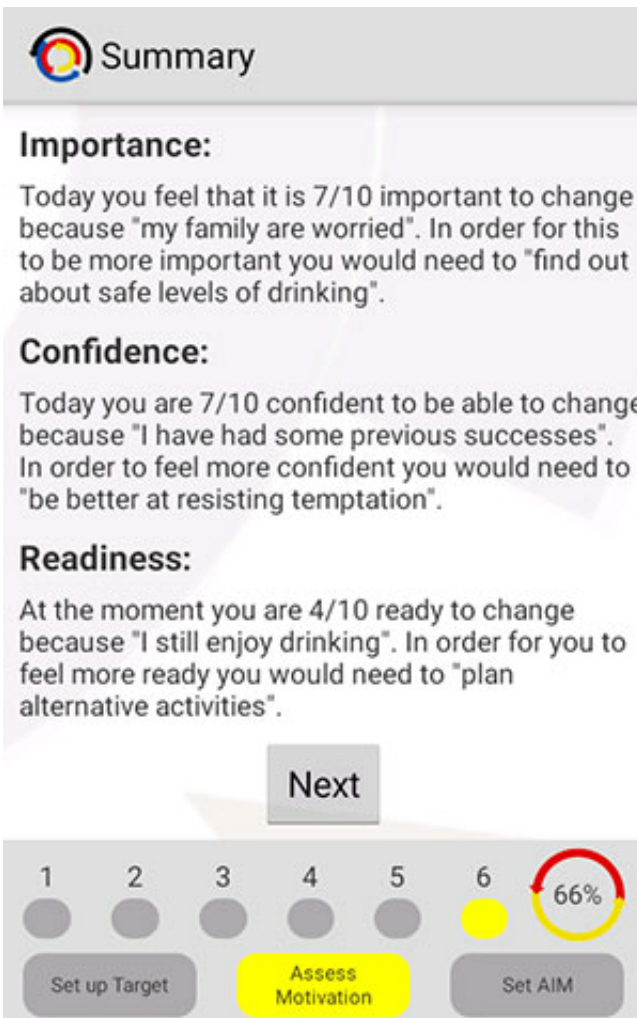 Summary
Importance:
Today you feel that it is 7/10 important to change
because "my family are worried". In order for this
to be more important you would need to "find out
about safe levels of drinking".
Confidence:
Today you are 7/10 confident to be able to change
because "I have had some previous successes".
In order to feel more confident you would need to
"be better at resisting temptation".
Readiness:
At the moment you are 4/10 ready to change
because "I still enjoy drinking". In order for you to
feel more ready you would need to "plan
alternative activities".
Next
1 2 3 4 5 6 66%
Set up Target Assess Motivation Set AIM